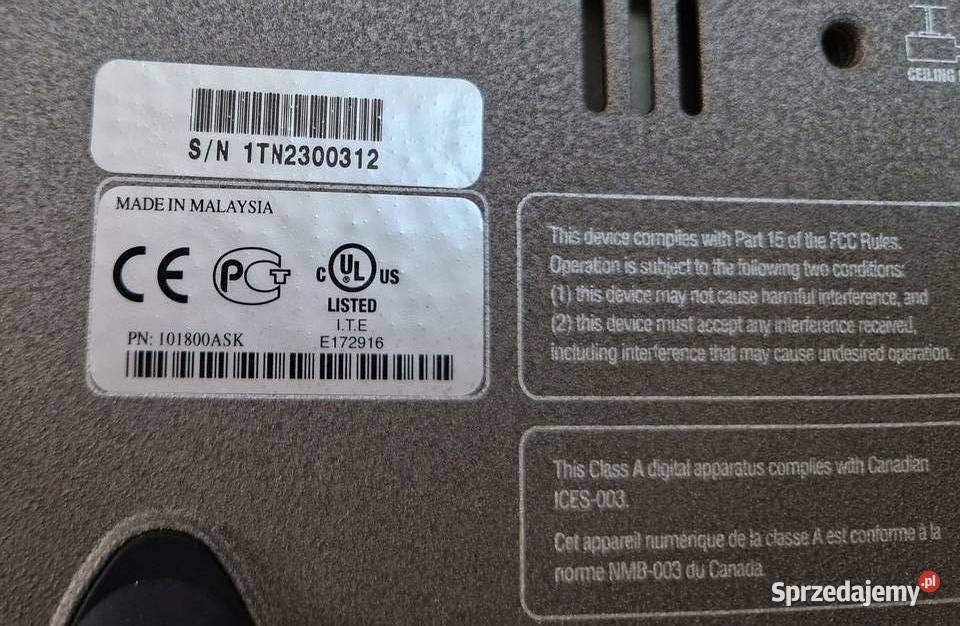 S/N 1TN2300312
MADE IN MALAYSIA
CE
PCT
C UL US
LISTED
I.T.E
E172916
PN: 101800ASK
CEILING
This device complies with Part 15 of the FCC Rules.
Operation is subject to the following two conditions:
(1) this device may not cause harmful interference, and
(2) this device must accept any interference received,
including interference that may cause undesired operation.
This Class A digital apparatus complies with Canadian
ICES-003.
Cet appareil numérique de la classe A est conforme à la
norme NMB-003 du Canada
Sprzedajemy.pl